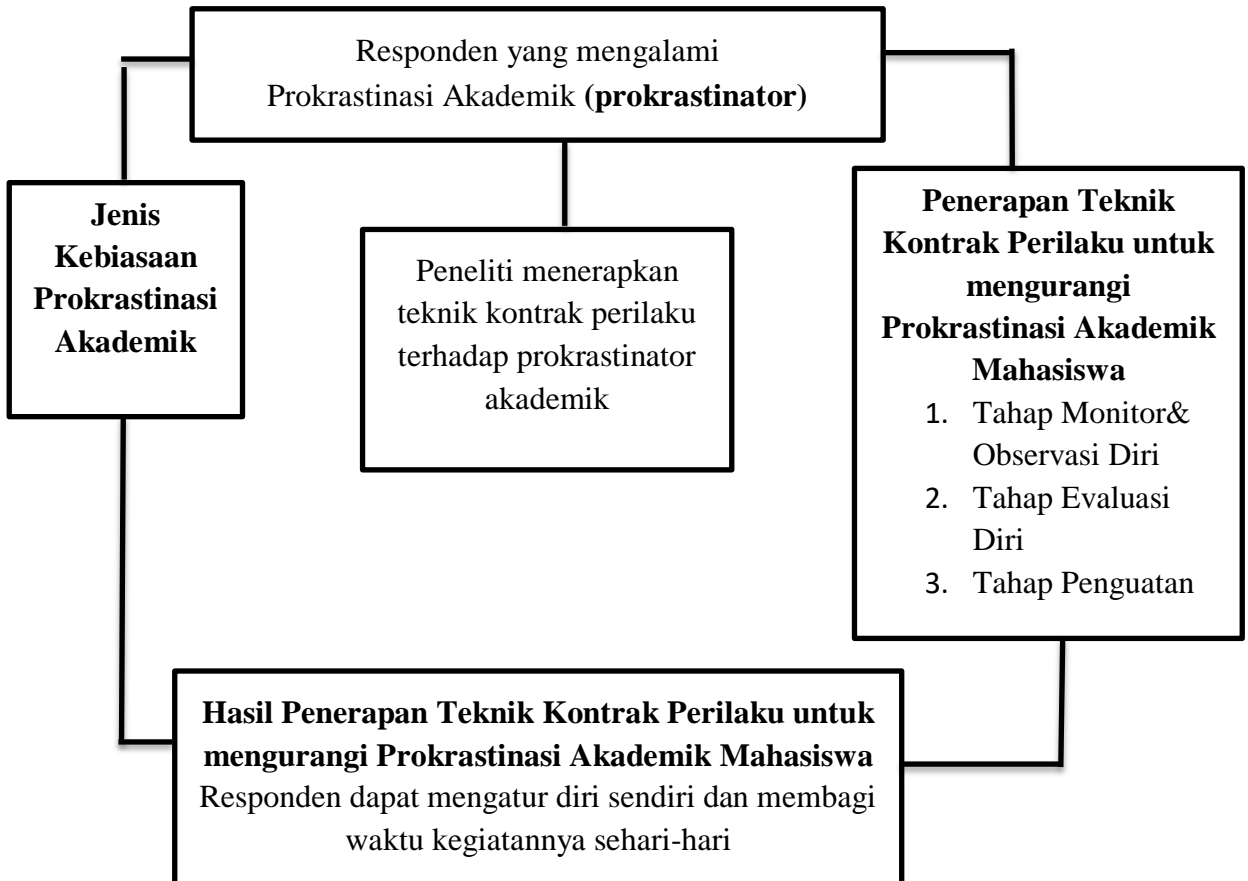 Responden yang mengalami
Prokrastinasi Akademik (prokrastinator)
Jenis
Kebiasaan
Prokrastinasi
Akademik
Peneliti menerapkan
teknik kontrak perilaku
terhadap prokrastinator
akademik
Penerapan Teknik
Kontrak Perilaku untuk
mengurangi
Prokrastinasi Akademik
Mahasiswa
1. Tahap Monitor&
Observasi Diri
2. Tahap Evaluasi
Diri
3. Tahap Penguatan
Hasil Penerapan Teknik Kontrak Perilaku untuk
mengurangi Prokrastinasi Akademik Mahasiswa
Responden dapat mengatur diri sendiri dan membagi
waktu kegiatannya sehari-hari